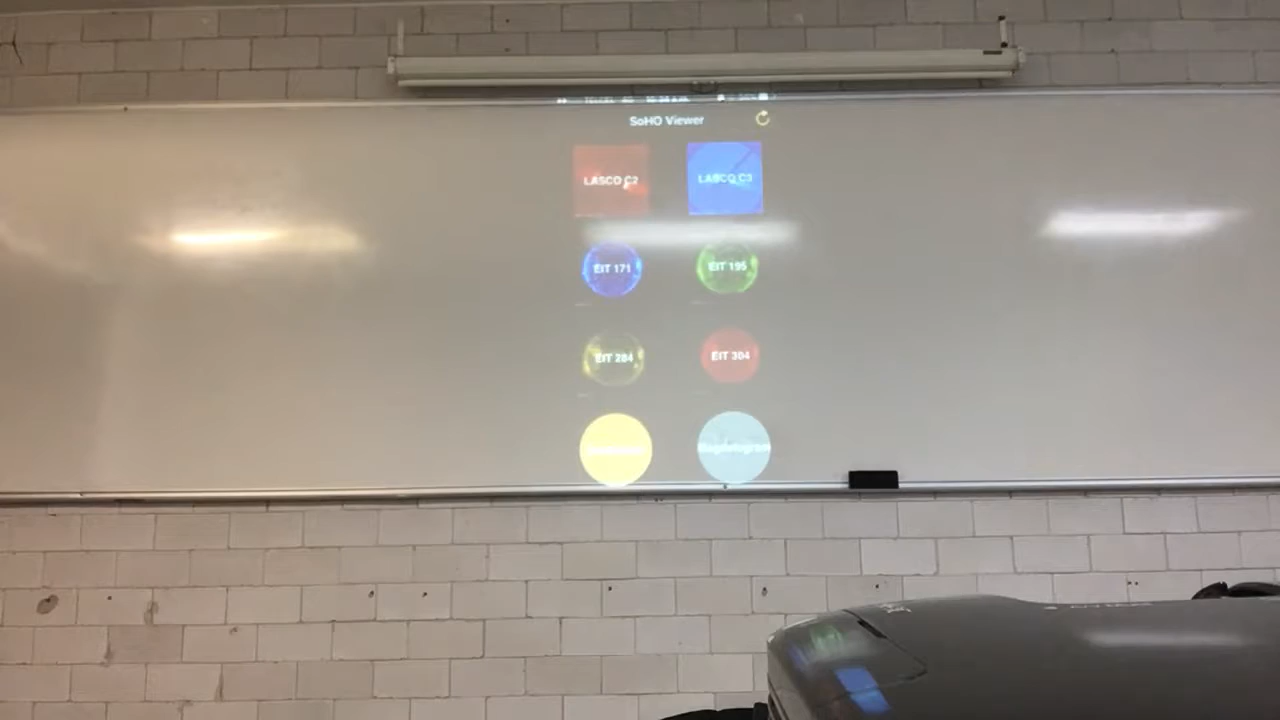 SoHO Viewer
LASCO C2 LASCO C3
EIT 171 EIT 195
EIT 284 EIT 304